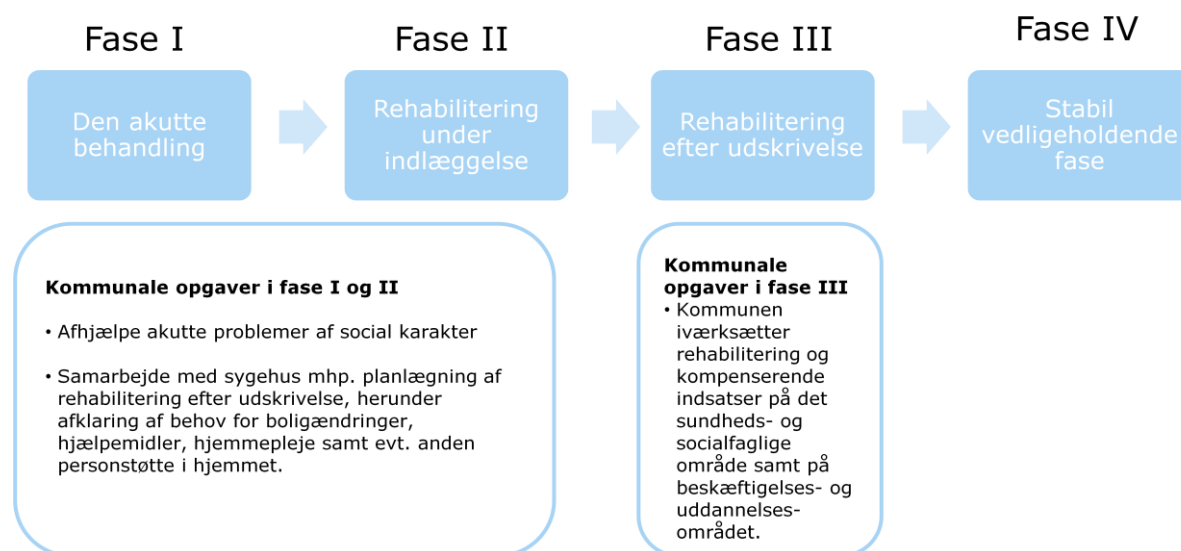 Fase I
Fase II
Fase III
Fase IV
Den akutte
behandling
Rehabilitering
under
indlæggelse
Rehabilitering
efter udskrivelse
Stabil
vedligeholdende
fase
Kommunale opgaver i fase I og II
• Afhjælpe akutte problemer af social karakter
• Samarbejde med sygehus mhp. planlægning af
rehabilitering efter udskrivelse, herunder
afklaring af behov for boligændringer,
hjælpemidler, hjemmepleje samt evt. anden
personstøtte i hjemmet.
Kommunale
opgaver i fase III
• Kommunen
iværksætter
rehabilitering og
kompenserende
indsatser på det
sundheds- og
socialfaglige
område samt på
beskæftigelses- og
uddannelses-
området.